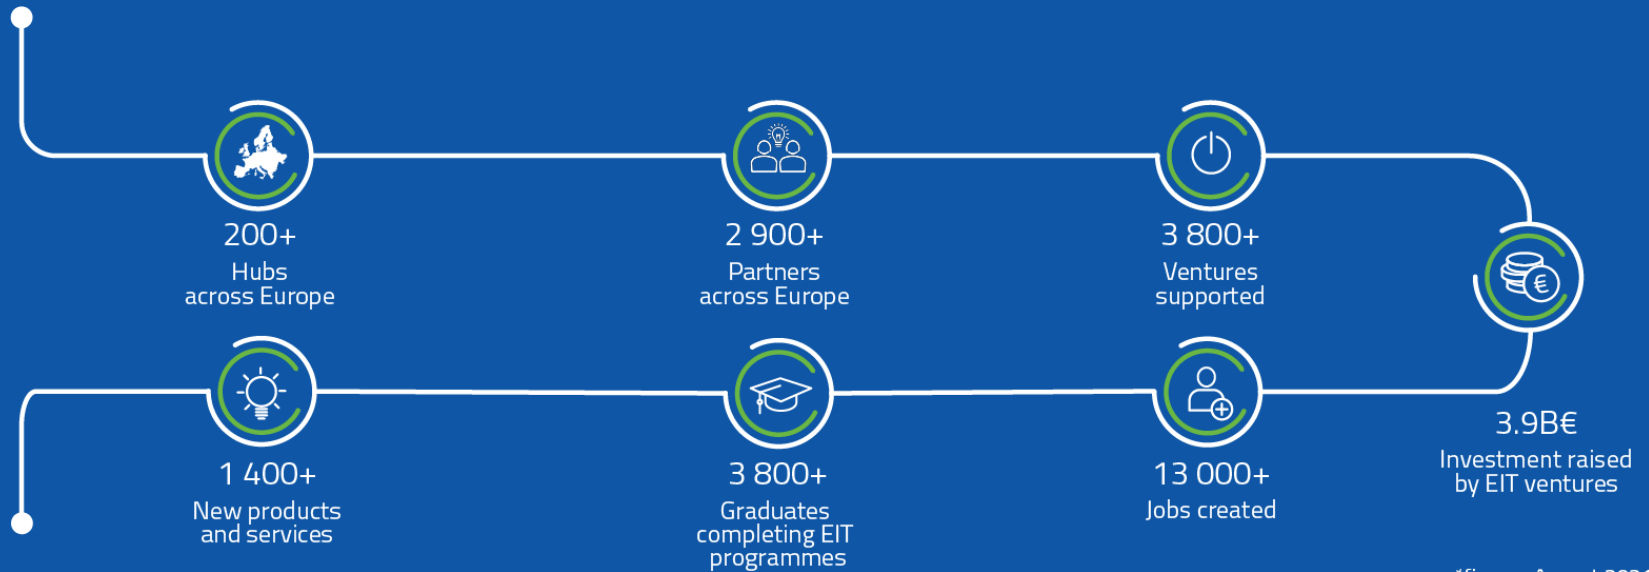 200+
Hubs
across Europe
2 900+
Partners
across Europe
3 800+
Ventures
supported
€
3.9B€
Investment raised
by EIT ventures
1 400+
New products
and services
3 800+
Graduates
completing EIT
programmes
13 000+
Jobs created